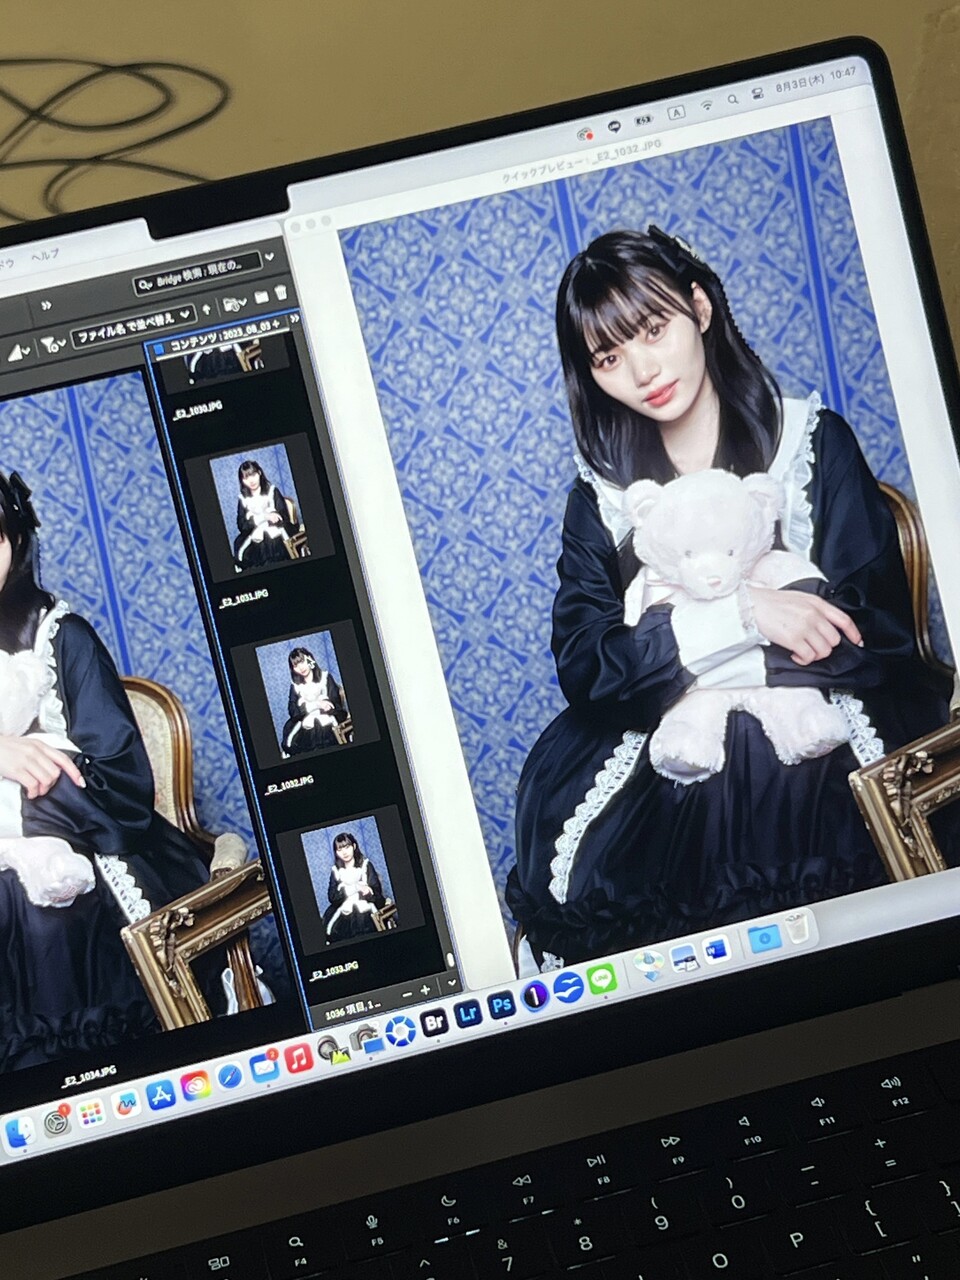 8月3日(木) 10:47
A
クイックプレビュー: _E2_1032.JPG
ヘルプ
Bridge 検索: 現在の...
ファイル名 で並べ替え
コンテンツ: 2023_08_03
_E2_1030.JPG
_E2_1031.JPG
_E2_1032.JPG
_E2_1033.JPG
1036 項目, 1...
_E2_1034.JPG
Br
Lr
Ps
1
LINE
W
F4
F5
F6
F7
F8
F9
F10
F11
F12
&
7
*
8
(
9
)
0
-
+
=
O
P
{
[
}
"